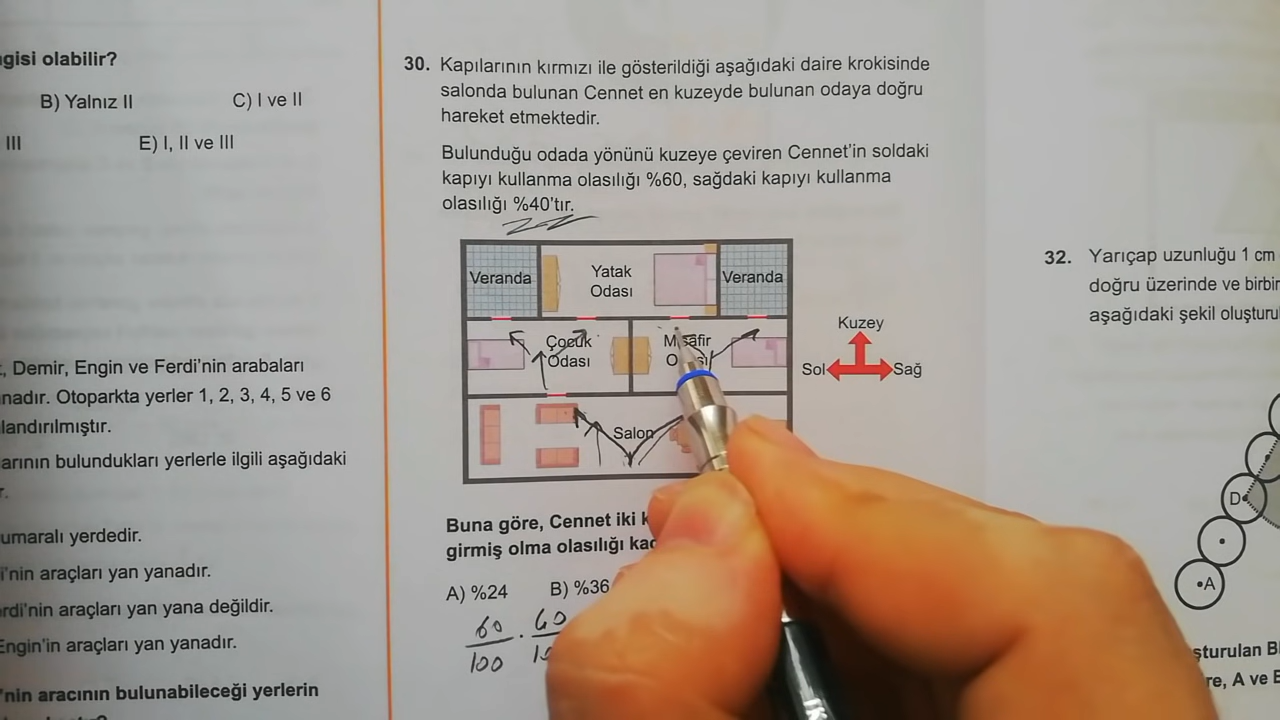 gisi olabilir?
B) Yalnız II
C) I ve II
III
E) I, II ve III
Demir, Engin ve Ferdi'nin arabaları
nadır. Otoparkta yerler 1, 2, 3, 4, 5 ve 6
landırılmıştır.
arının bulundukları yerlerle ilgili aşağıdaki
umaralı yerdedir.
i'nin araçları yan yanadır.
rdi'nin araçları yan yana değildir.
Engin'in araçları yan yanadır.
'nin aracının bulunabileceği yerlerin
30. Kapılarının kırmızı ile gösterildiği aşağıdaki daire krokisinde
salonda bulunan Cennet en kuzeyde bulunan odaya doğru
hareket etmektedir.
Bulunduğu odada yönünü kuzeye çeviren Cennet'in soldaki
kapıyı kullanma olasılığı %60, sağdaki kapıyı kullanma
olasılığı %40'tır.
Veranda
Yatak
Odası
Veranda
Çocuk
Odası
Misafir
Salon
Kuzey
Sol
Sağ
Buna göre, Cennet iki
girmiş olma olasılığı
A) %24
B) %36
60
100
.
60
32. Yarıçap uzunluğu 1 cm
doğru üzerinde ve birbir
aşağıdaki şekil oluşturul
D
A
şturulan
re, A ve